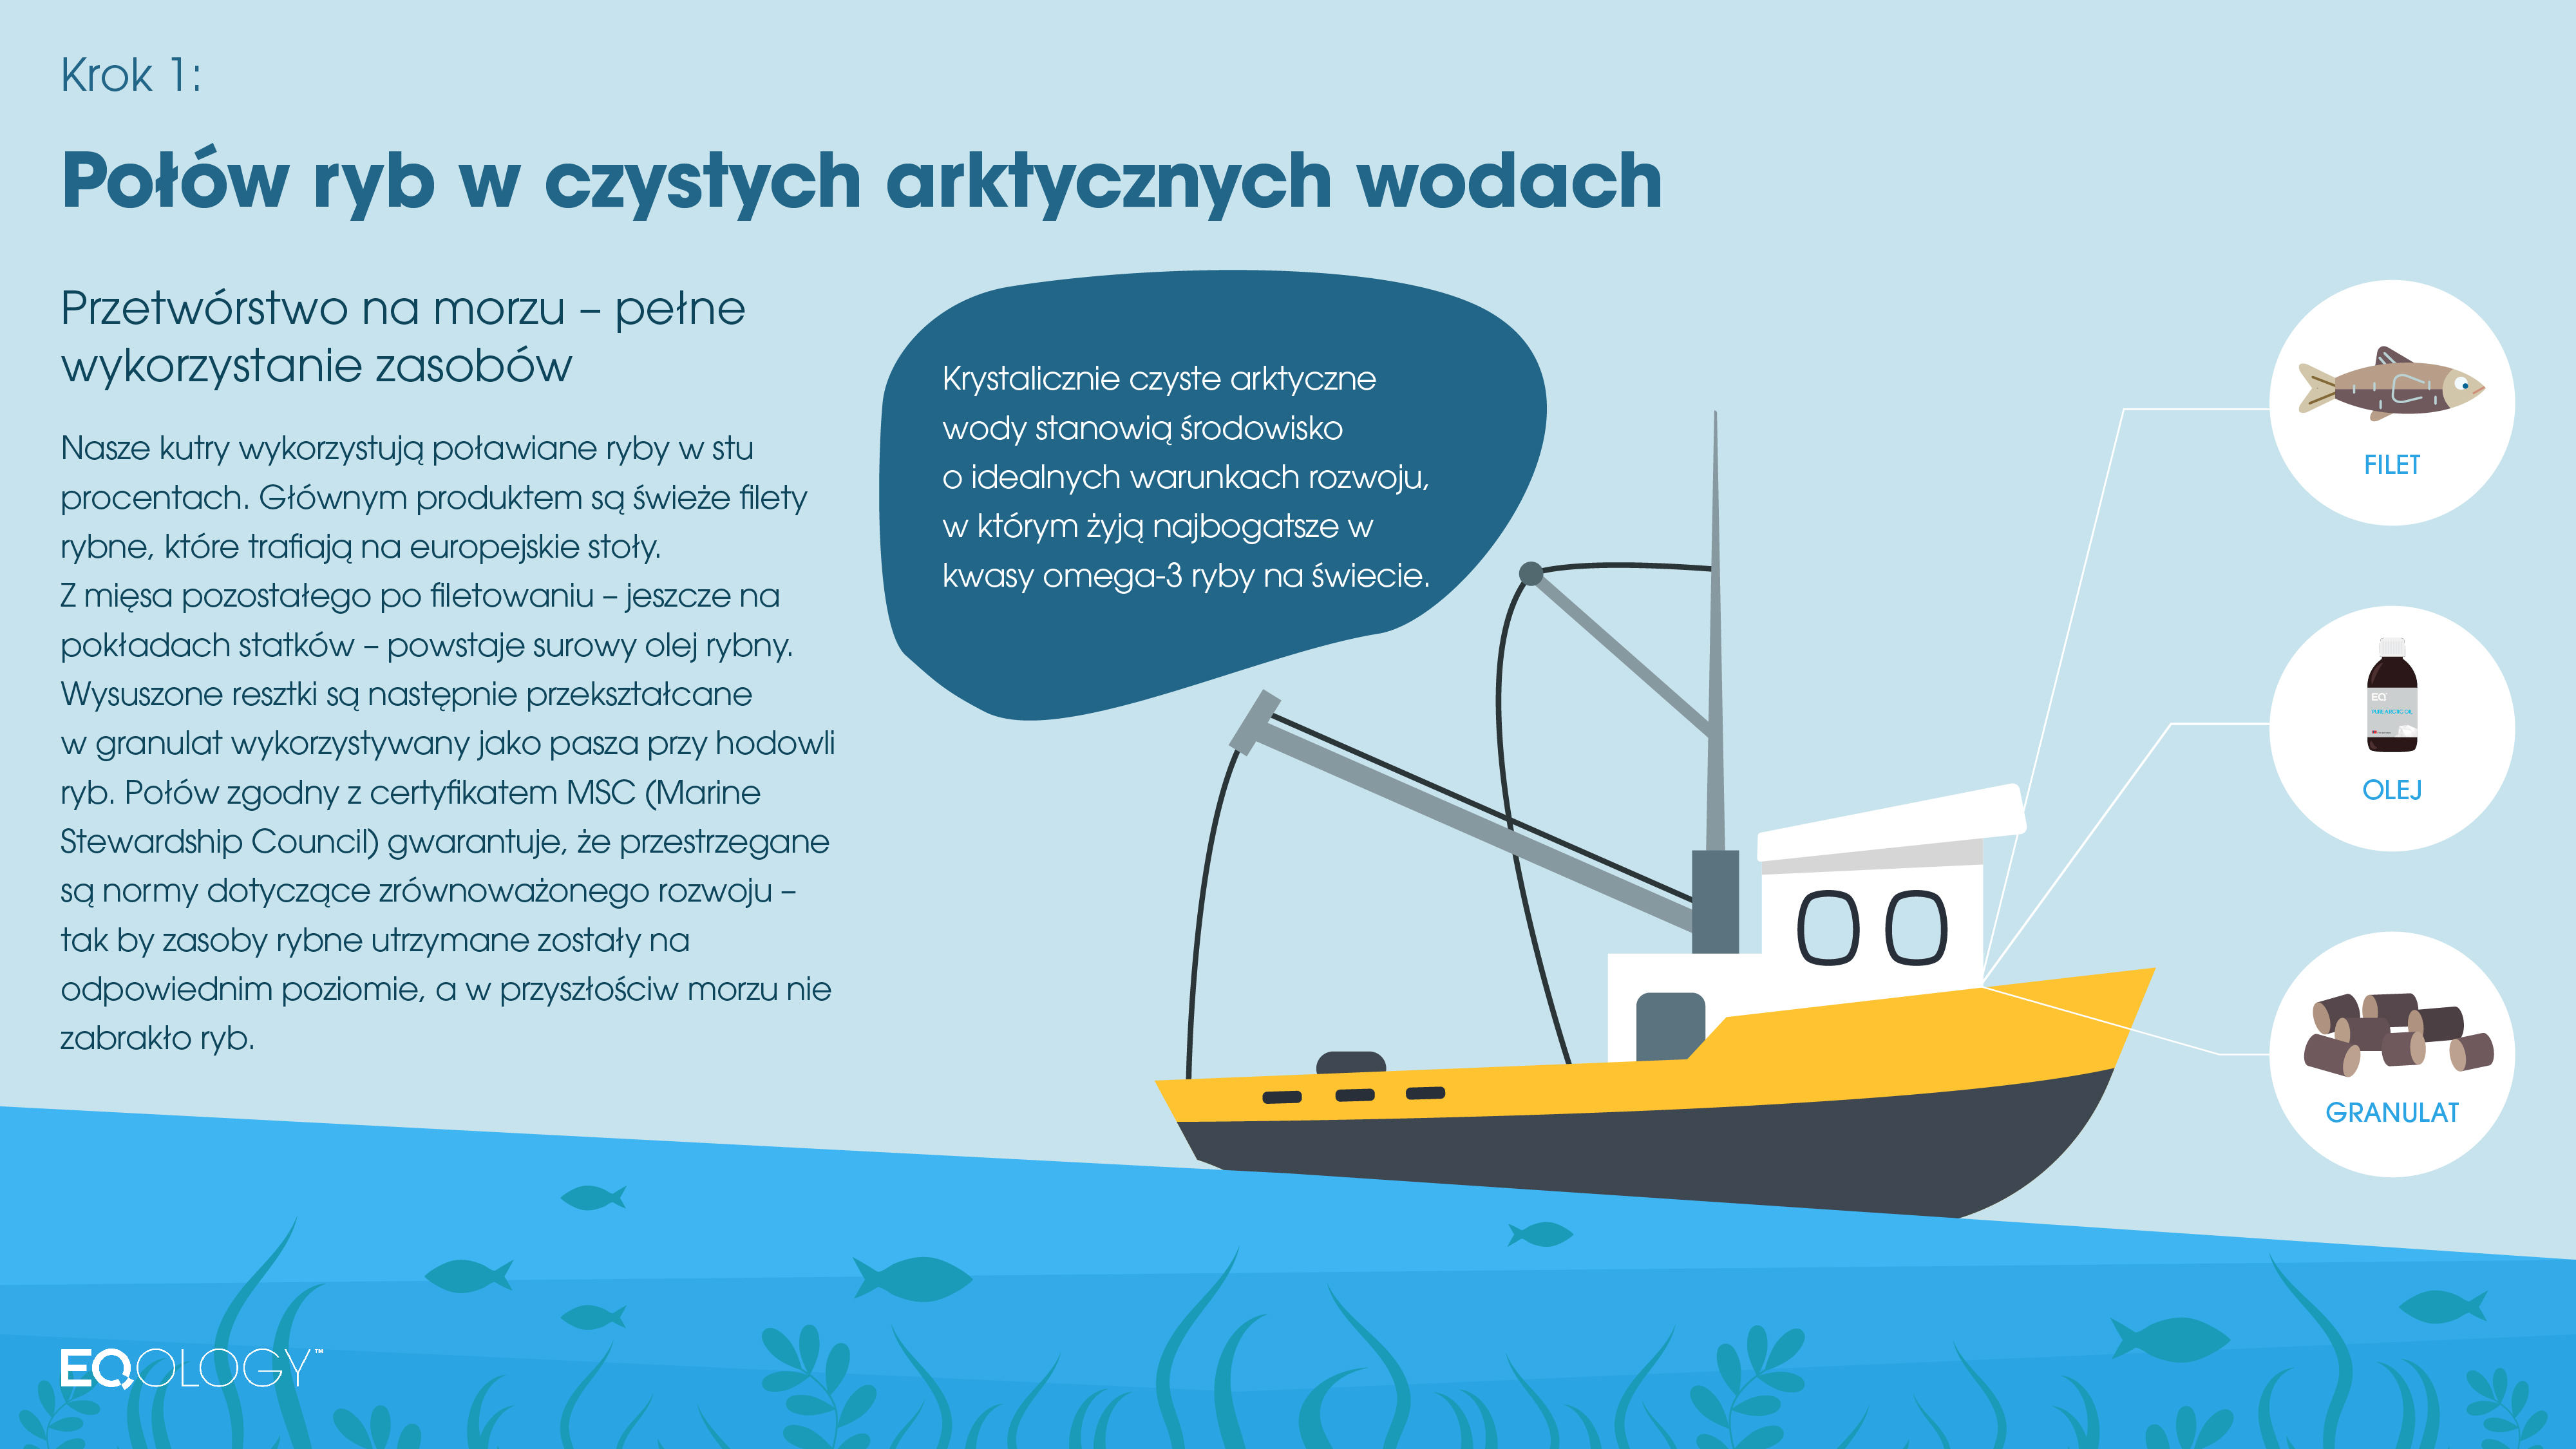 Krok 1:
Połów ryb w czystych arktycznych wodach
Przetwórstwo na morzu – pełne
wykorzystanie zasobów
Nasze kutry wykorzystują poławiane ryby w stu
procentach. Głównym produktem są świeże filety
rybne, które trafiają na europejskie stoły.
Z mięsa pozostałego po filetowaniu – jeszcze na
pokładach statków – powstaje surowy olej rybny.
Wysuszone resztki są następnie przekształcane
w granulat wykorzystywany jako pasza przy hodowli
ryb. Połów zgodny z certyfikatem MSC (Marine
Stewardship Council) gwarantuje, że przestrzegane
są normy dotyczące zrównoważonego rozwoju –
tak by zasoby rybne utrzymane zostały na
odpowiednim poziomie, a w przyszłościw morzu nie
zabrakło ryb.
Krystalicznie czyste arktyczne
wody stanowią środowisko
o idealnych warunkach rozwoju,
w którym żyją najbogatsze w
kwasy omega-3 ryby na świecie.
FILET
EQ
PURE ARCTIC OIL
OLEJ
GRANULAT
EQOLOGY™